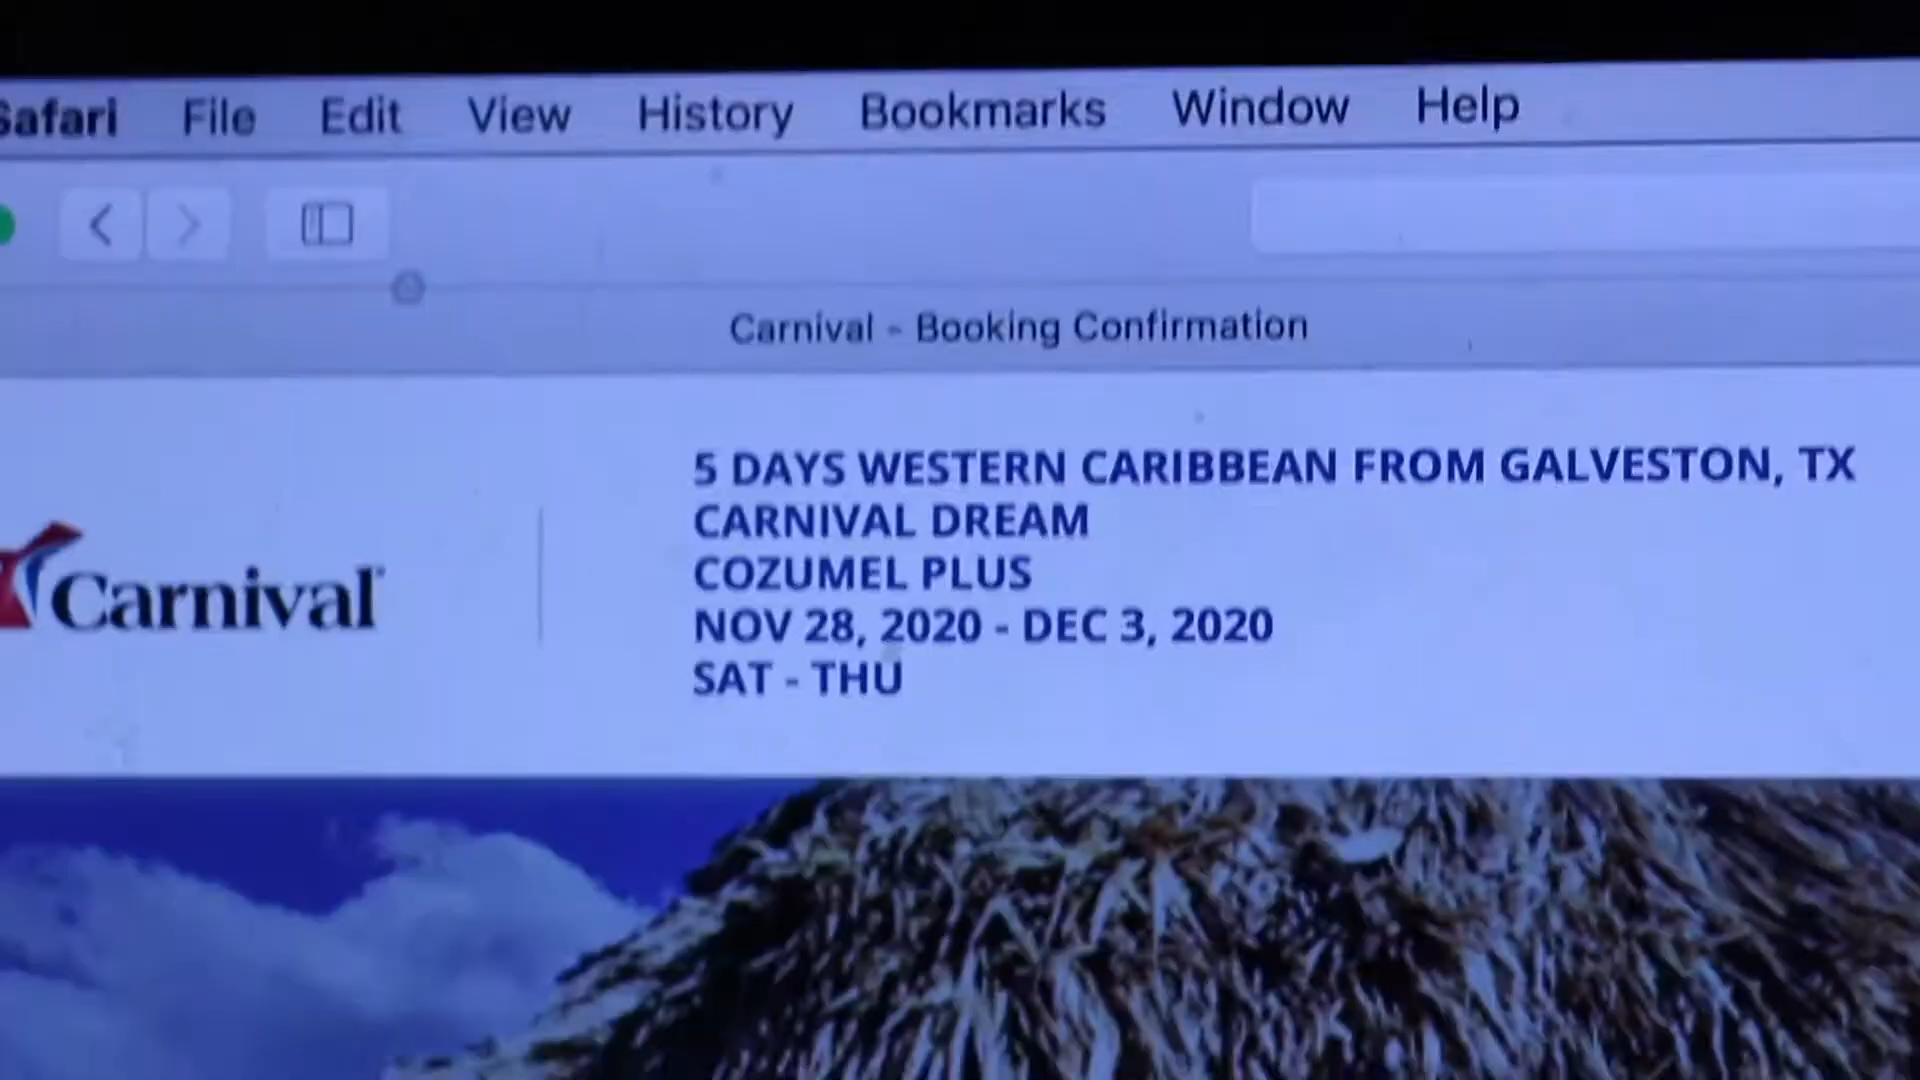 Safari File Edit View History Bookmarks Window Help
Carnival - Booking Confirmation
5 DAYS WESTERN CARIBBEAN FROM GALVESTON, TX
CARNIVAL DREAM
COZUMEL PLUS
NOV 28, 2020 - DEC 3, 2020
SAT - THU
Carnival